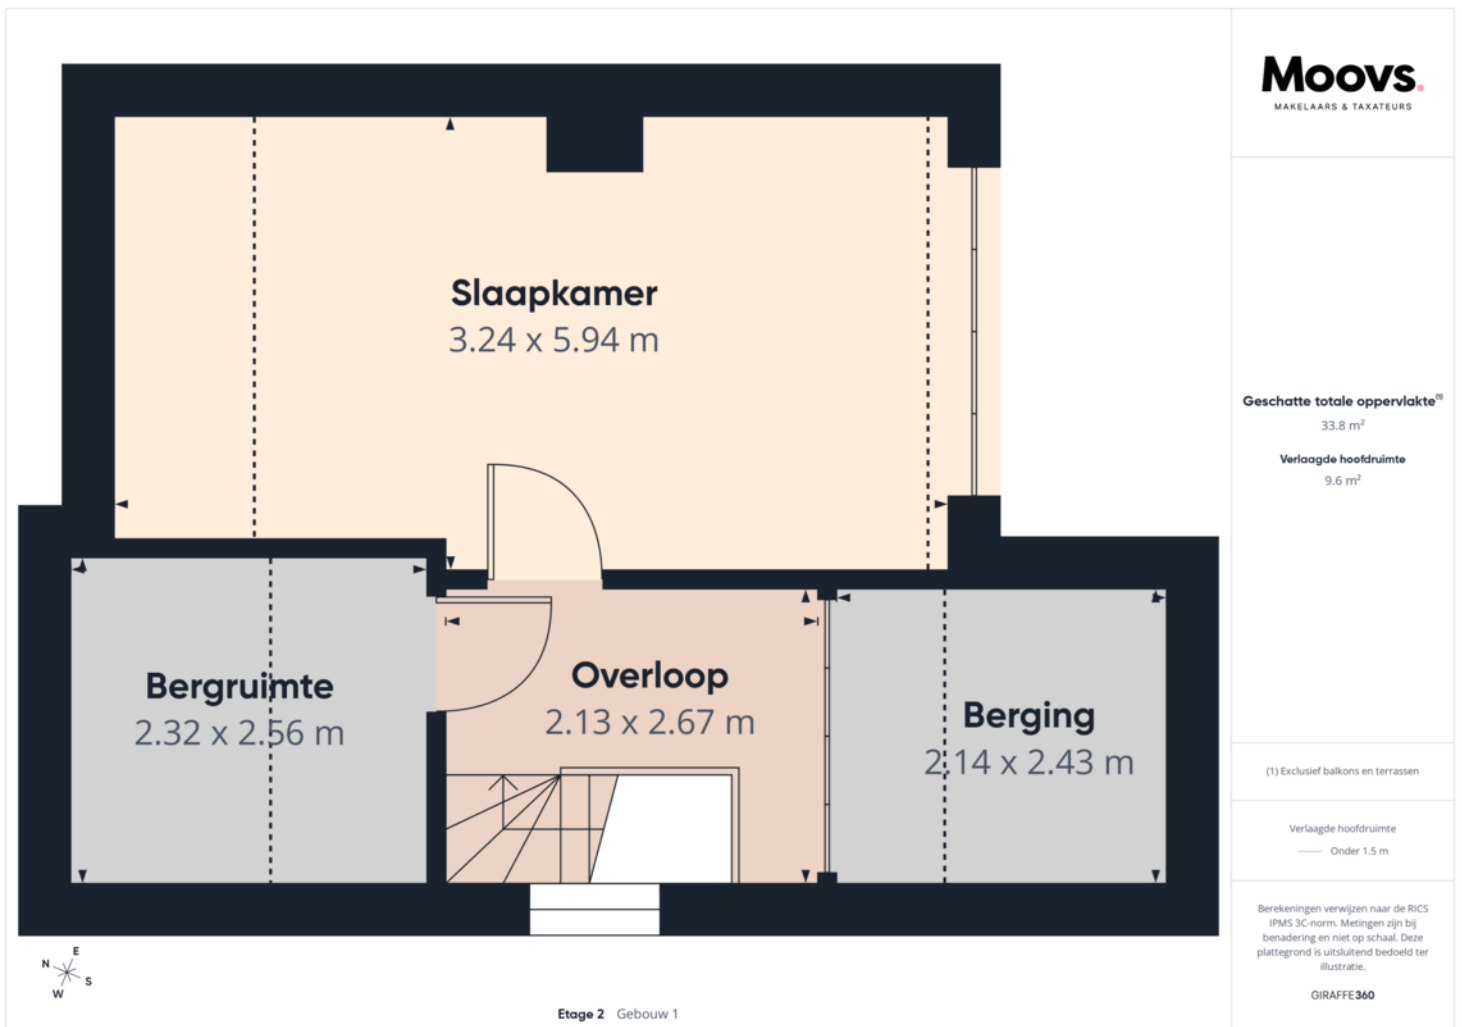 Moovs.
MAKELAARS & TAXATEURS
Slaapkamer
3.24 x 5.94 m
Bergruimte
2.32 x 2.56 m
Overloop
2.13 x 2.67 m
Berging
2.14 x 2.43 m
Geschatte totale oppervlakte(1)
33.8 m²
Verlaagde hoofdruimte
9.6 m²
(1) Exclusief balkons en terrassen
Verlaagde hoofdruimte
Onder 1.5 m
Berekeningen verwijzen naar de RICS
IPMS 3C-norm. Metingen zijn bij
benadering en niet op schaal. Deze
plattegrond is uitsluitend bedoeld ter
illustratie.
GIRAFFE360
E
N
S
W
Etage 2 Gebouw 1